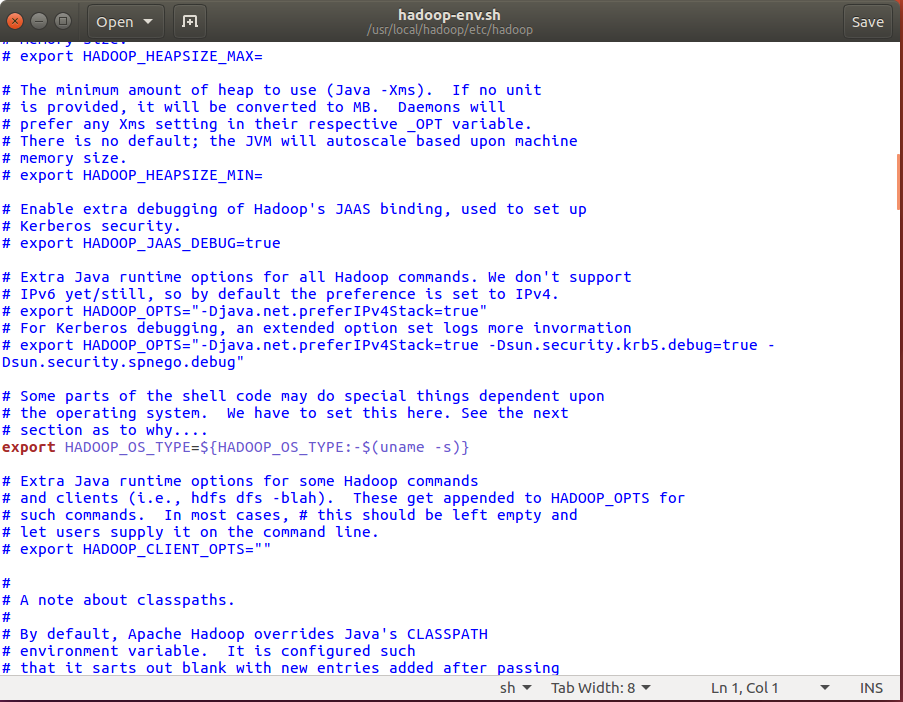 Open
hadoop-env.sh
/usr/local/hadoop/etc/hadoop
Save
# memory size.
# export HADOOP_HEAPSIZE_MAX=
# The minimum amount of heap to use (Java -Xms).  If no unit
# is provided, it will be converted to MB.  Daemons will
# prefer any Xms setting in their respective _OPT variable.
# There is no default; the JVM will autoscale based upon machine
# memory size.
# export HADOOP_HEAPSIZE_MIN=
# Enable extra debugging of Hadoop's JAAS binding, used to set up
# Kerberos security.
# export HADOOP_JAAS_DEBUG=true
# Extra Java runtime options for all Hadoop commands. We don't support
# IPv6 yet/still, so by default the preference is set to IPv4.
# export HADOOP_OPTS="-Djava.net.preferIPv4Stack=true"
# For Kerberos debugging, an extended option set logs more invormation
# export HADOOP_OPTS="-Djava.net.preferIPv4Stack=true -Dsun.security.krb5.debug=true -
Dsun.security.spnego.debug"
# Some parts of the shell code may do special things dependent upon
# the operating system.  We have to set this here. See the next
# section as to why....
export HADOOP_OS_TYPE=${HADOOP_OS_TYPE:-$(uname -s)}
# Extra Java runtime options for some Hadoop commands
# and clients (i.e., hdfs dfs -blah).  These get appended to HADOOP_OPTS for
# such commands.  In most cases, # this should be left empty and
# let users supply it on the command line.
# export HADOOP_CLIENT_OPTS=""
#
# A note about classpaths.
#
# By default, Apache Hadoop overrides Java's CLASSPATH
# environment variable.  It is configured such
# that it sarts out blank with new entries added after passing
sh
Tab Width: 8
Ln 1, Col 1
INS